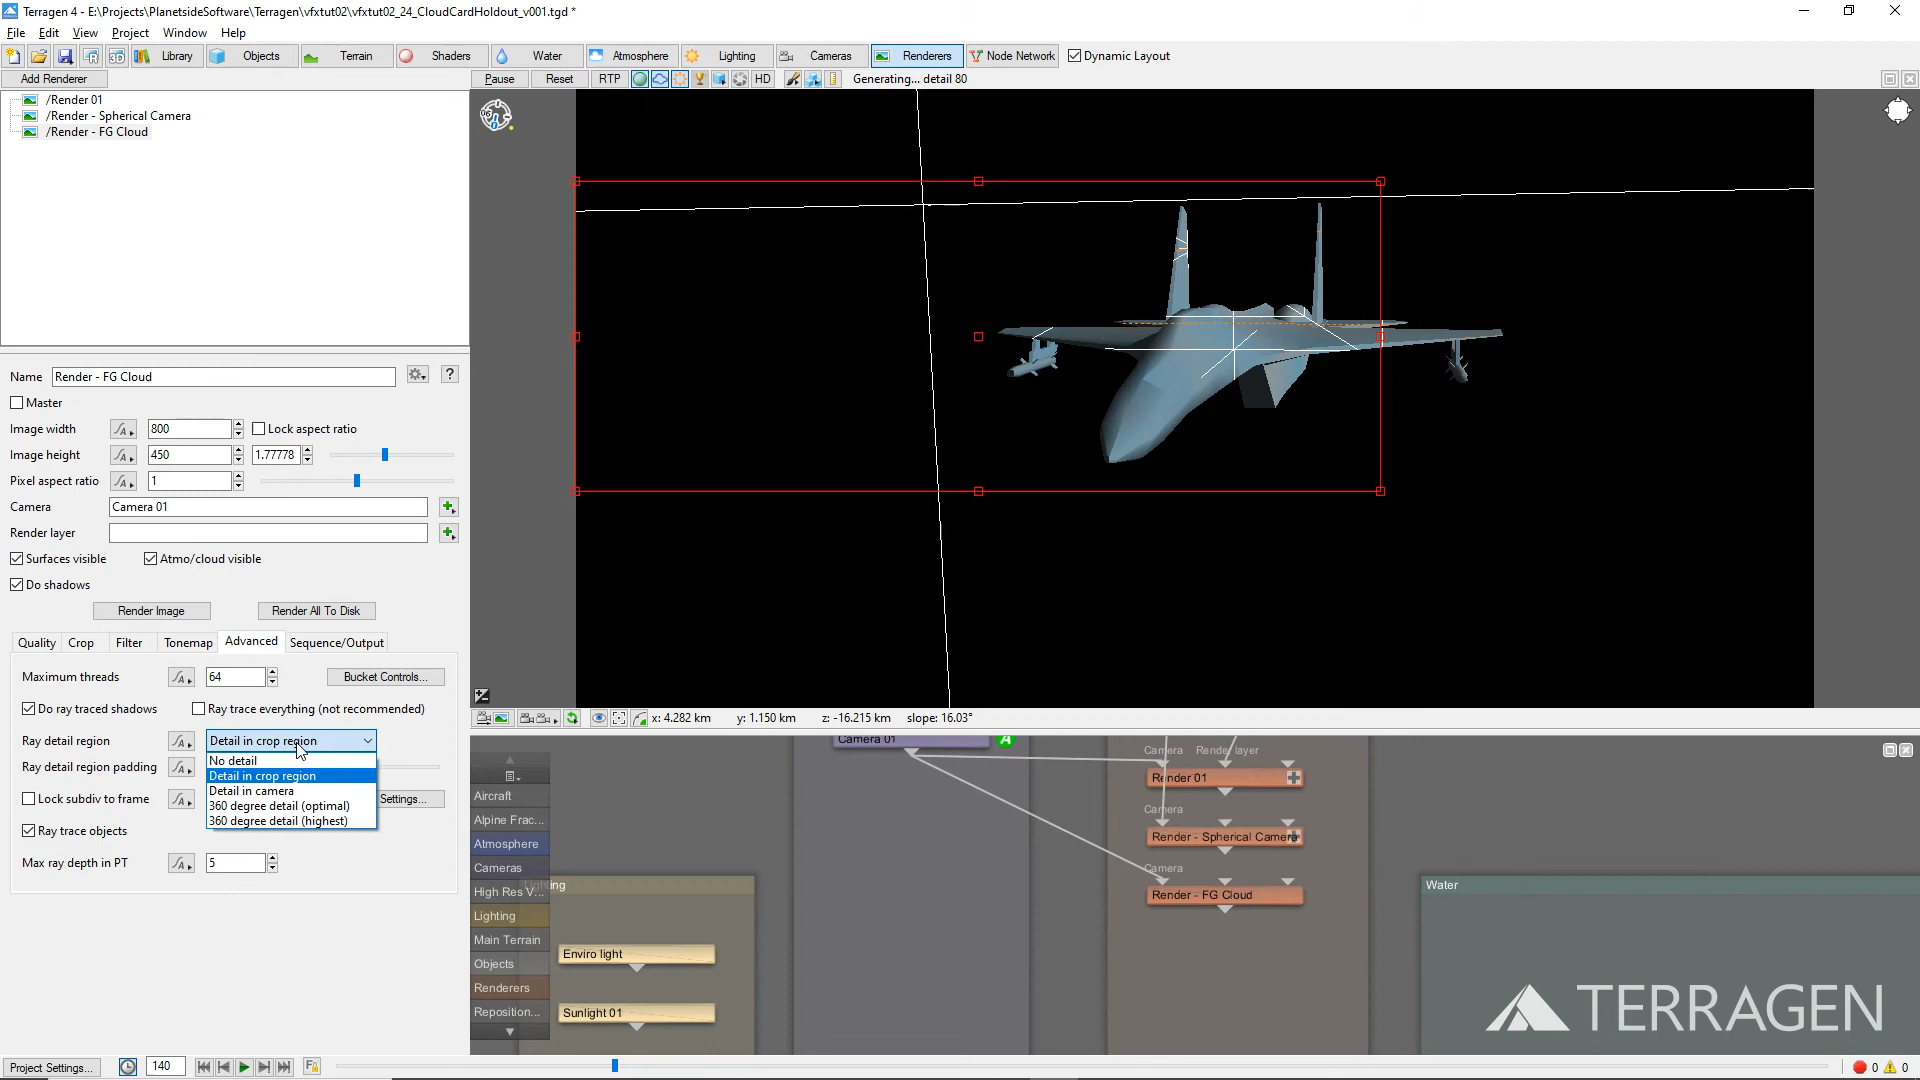 Terragen 4 - E:\Projects\PlanetsideSoftware\Terragen\vfxtut02\vfxtut02_24_CloudCardHoldout_v001.tgd *
File Edit View Project Window Help
Library Objects Terrain Shaders Water Atmosphere Lighting Cameras Renderers Node Network Dynamic Layout
Add Renderer
Pause Reset RTP HD Generating... detail 80
/Render 01
/Render - Spherical Camera
/Render - FG Cloud
Name Render - FG Cloud ?
Master
Image width 800 Lock aspect ratio
Image height 450 1.77778
Pixel aspect ratio 1
Camera Camera 01
Render layer
Surfaces visible Atmo/cloud visible
Do shadows
Render Image Render All To Disk
Quality Crop Filter Tonemap Advanced Sequence/Output
Maximum threads 64 Bucket Controls...
Do ray traced shadows Ray trace everything (not recommended)
Ray detail region Detail in crop region
No detail
Detail in crop region
Detail in camera
360 degree detail (optimal)
360 degree detail (highest)
Ray detail region padding
Lock subdiv to frame Settings...
Ray trace objects
Max ray depth in PT 5
x: 4.282 km y: 1.150 km z: -16.215 km slope: 16.03°
Aircraft
Alpine Frac...
Atmosphere
Cameras
High Res V...
Lighting
Main Terrain
Objects
Renderers
Reposition...
Camera 01 A
Camera Render layer
Render 01
Camera
Render - Spherical Camera
Camera
Render - FG Cloud
Lighting
Enviro light
Sunlight 01
Water
TERRAGEN
Project Settings... 140 F 0 0